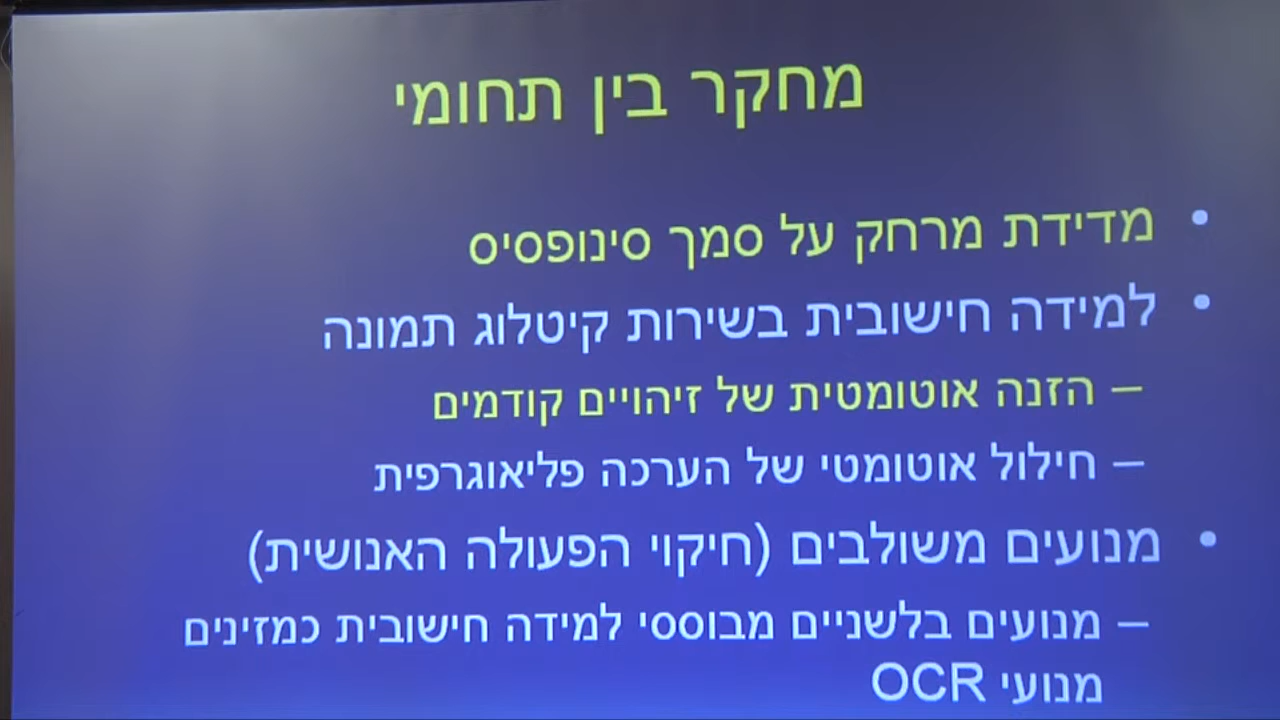 מחקר בין תחומי
• מדידת מרחק על סמך סינופסיס
• למידה חישובית בשירות קיטלוג תמונה
– הזנה אוטומטית של זיהויים קודמים
– חילול אוטומטי של הערכה פליאוגרפית
• מנועים משולבים (חיקוי הפעולה האנושית)
– מנועים בלשניים מבוססי למידה חישובית כמזינים
מנועי OCR